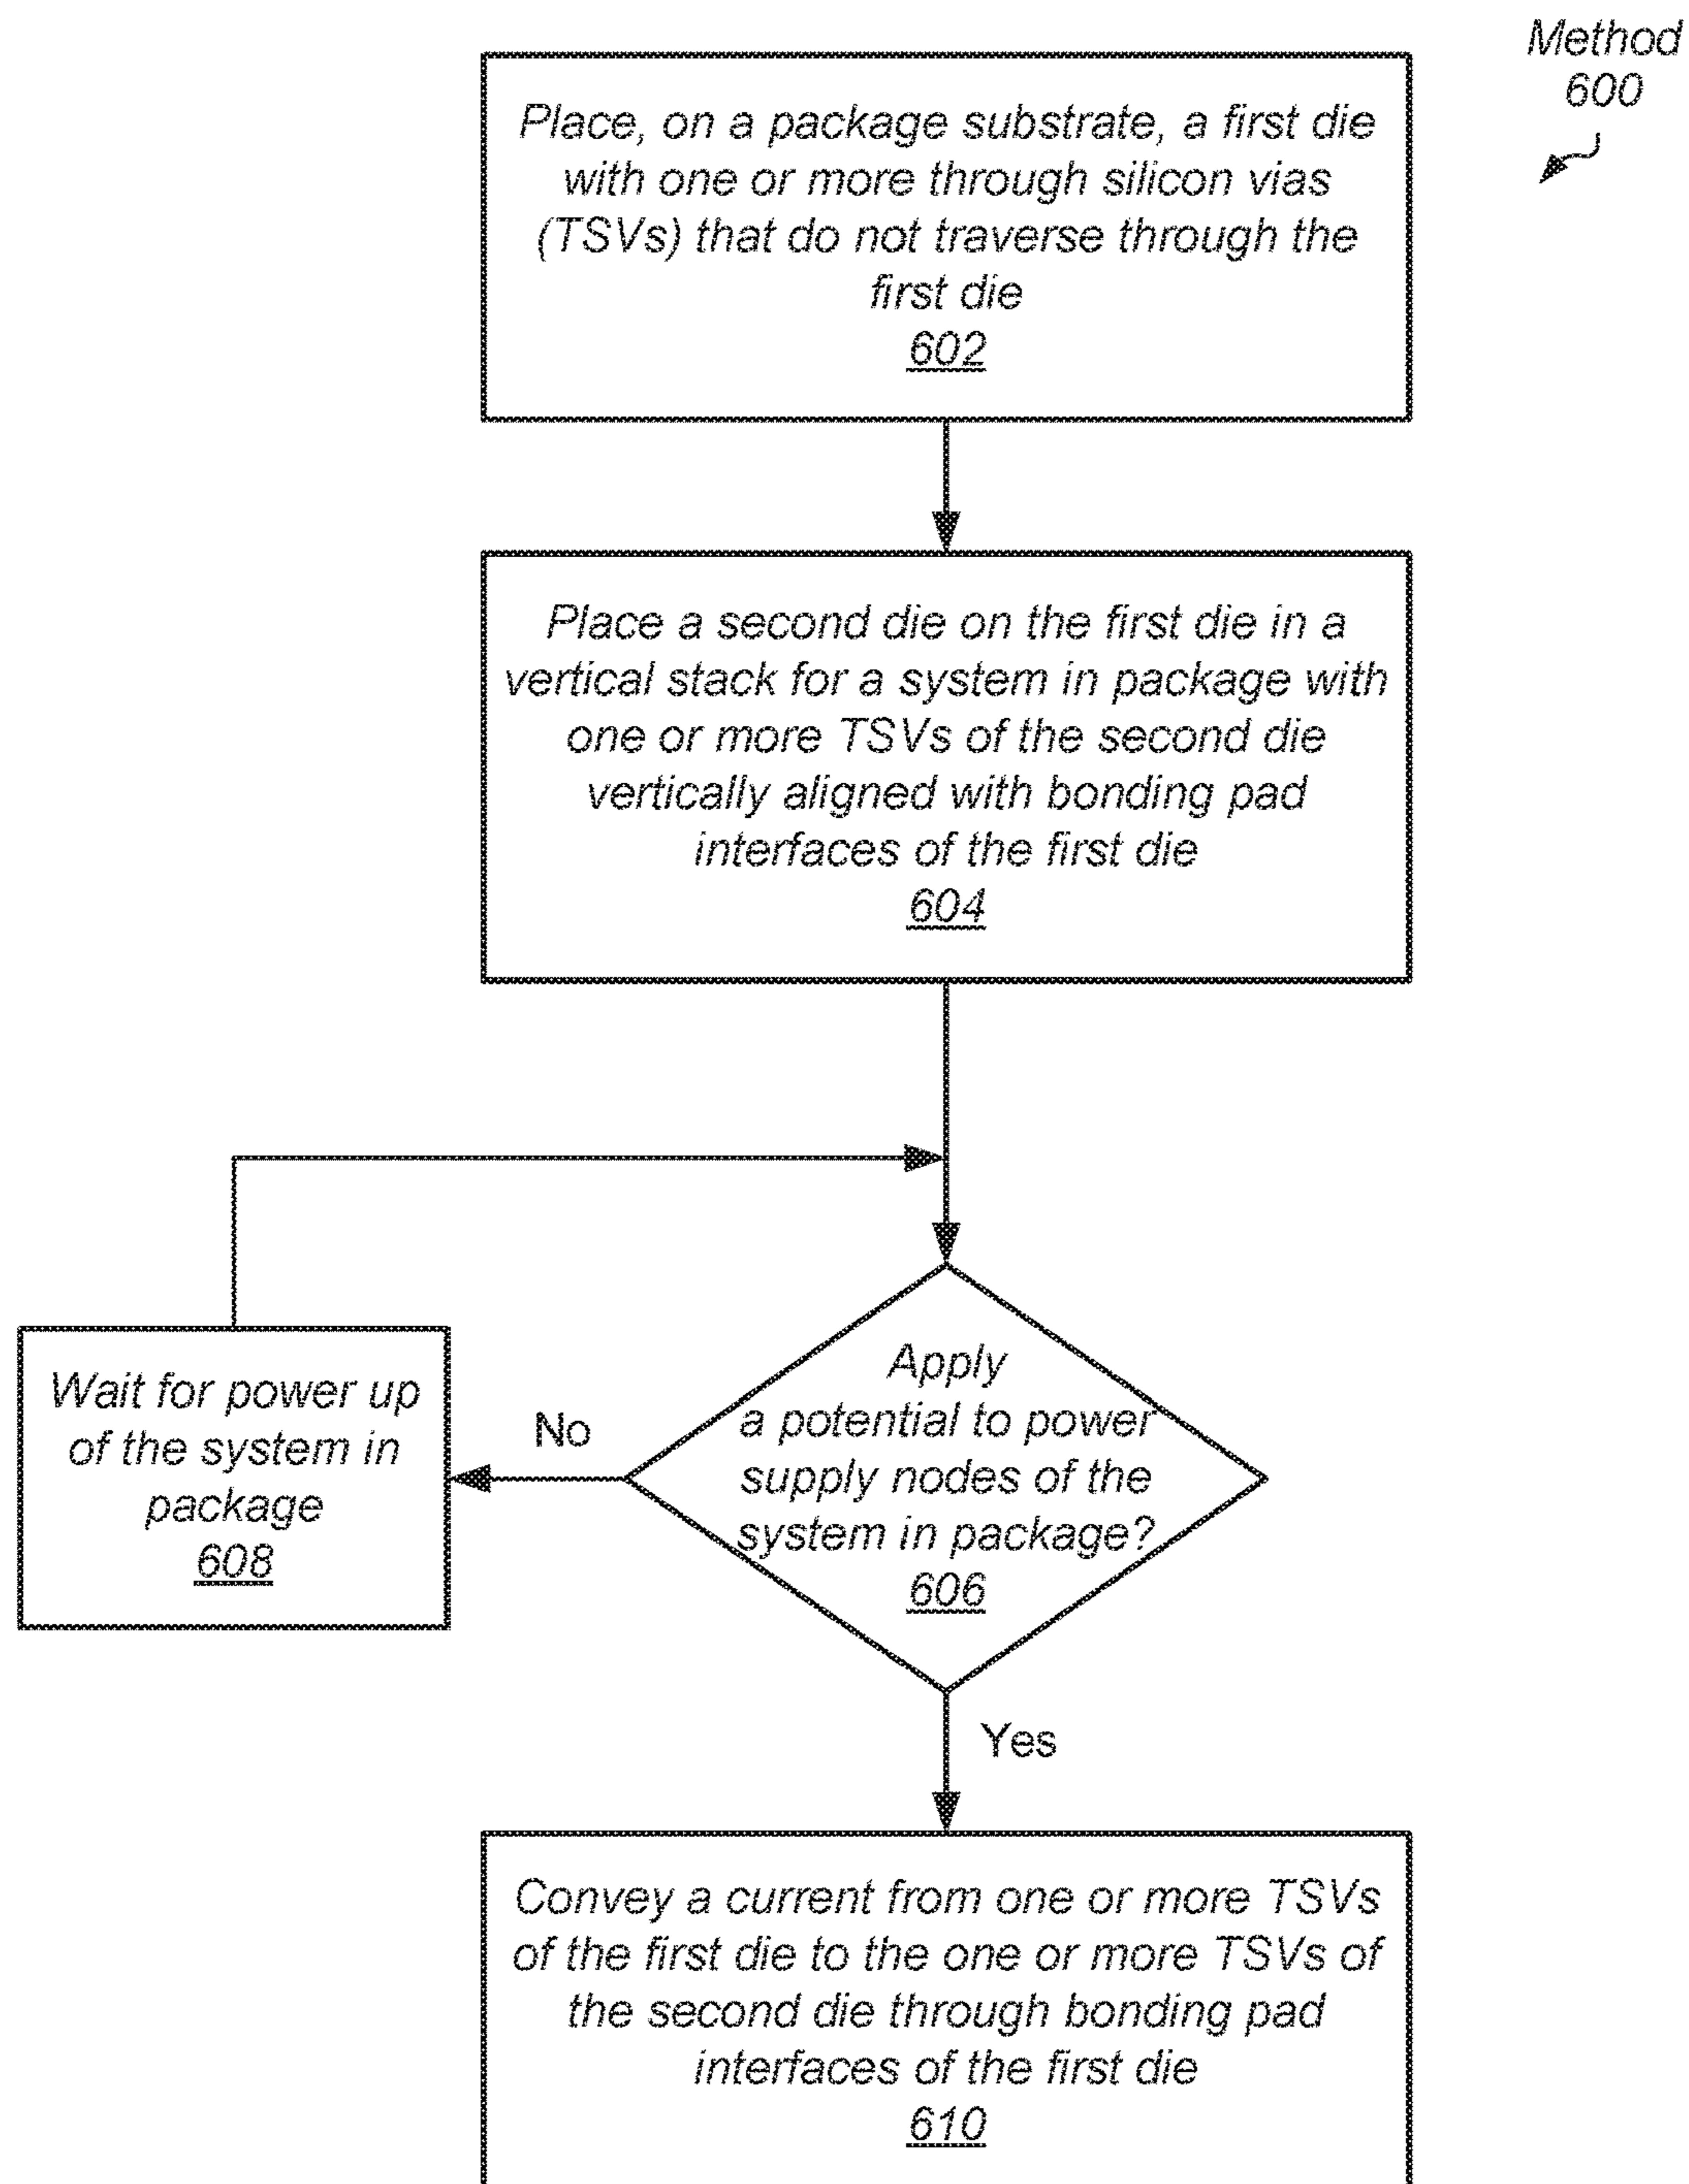 Method
600
Place, on a package substrate, a first die
with one or more through silicon vias
(TSVs) that do not traverse through the
first die
602
Place a second die on the first die in a
vertical stack for a system in package with
one or more TSVs of the second die
vertically aligned with bonding pad
interfaces of the first die
604
Apply
a potential to power
supply nodes of the
system in package?
606
No
Wait for power up
of the system in
package
608
Yes
Convey a current from one or more TSVs
of the first die to the one or more TSVs of
the second die through bonding pad
interfaces of the first die
610